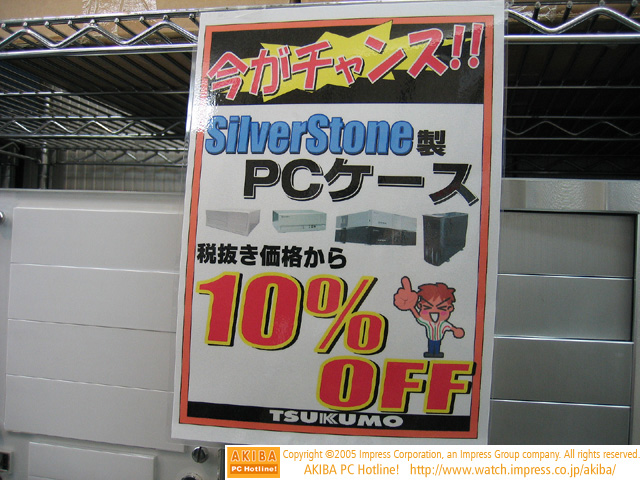 今がチャンス!!
SilverStone製
PCケース
税抜き価格から
10%
OFF
TSUKUMO
AKIBA
PC Hotline!
Copyright ©2005 Impress Corporation, an Impress Group company. All rights reserved.
AKIBA PC Hotline! http://www.watch.impress.co.jp/akiba/